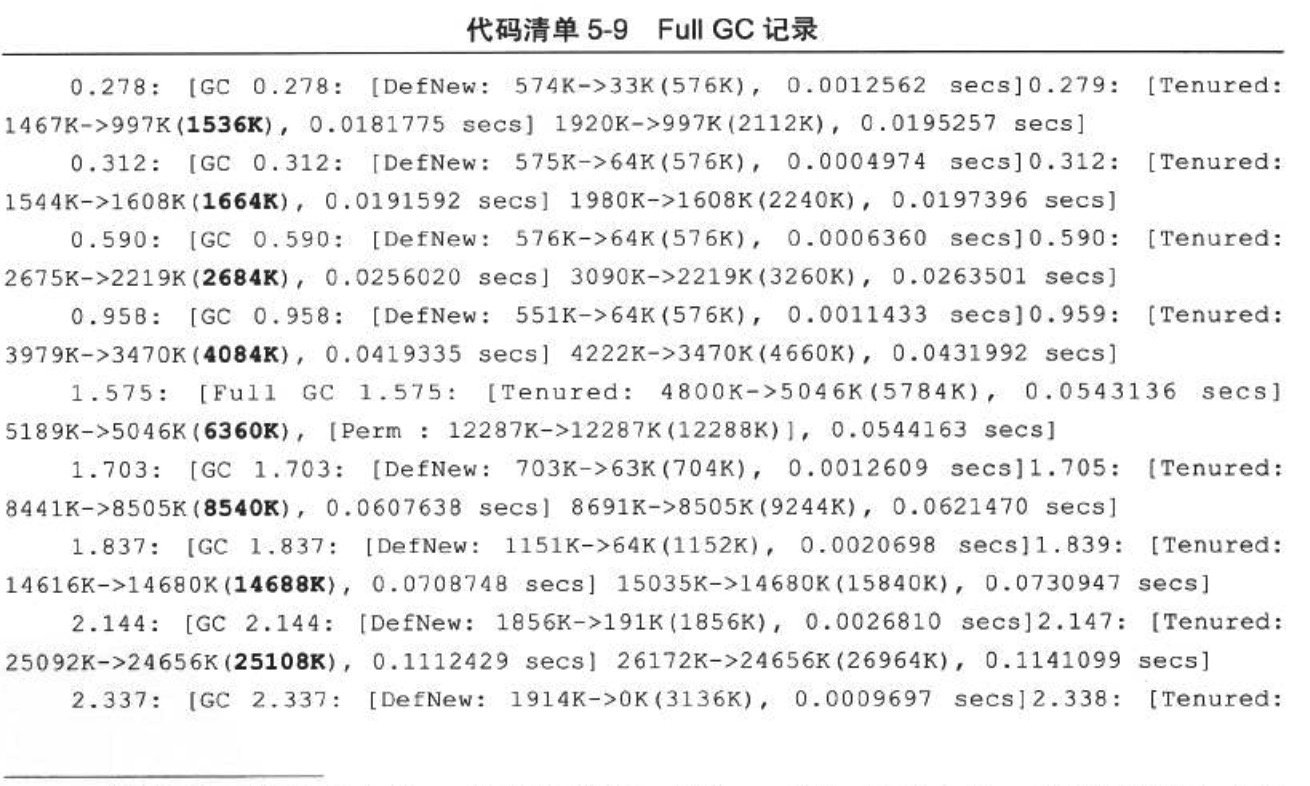 代码清单 5-9 Full GC 记录
0.278: [GC 0.278: [DefNew: 574K->33K(576K), 0.0012562 secs]0.279: [Tenured:
1467K->997K(1536K), 0.0181775 secs] 1920K->997K(2112K), 0.0195257 secs]
0.312: [GC 0.312: [DefNew: 575K->64K(576K), 0.0004974 secs]0.312: [Tenured:
1544K->1608K(1664K), 0.0191592 secs] 1980K->1608K(2240K), 0.0197396 secs]
0.590: [GC 0.590: [DefNew: 576K->64K(576K), 0.0006360 secs]0.590: [Tenured:
2675K->2219K(2684K), 0.0256020 secs] 3090K->2219K(3260K), 0.0263501 secs]
0.958: [GC 0.958: [DefNew: 551K->64K(576K), 0.0011433 secs]0.959: [Tenured:
3979K->3470K(4084K), 0.0419335 secs] 4222K->3470K(4660K), 0.0431992 secs]
1.575: [Full GC 1.575: [Tenured: 4800K->5046K(5784K), 0.0543136 secs]
5189K->5046K(6360K), [Perm : 12287K->12287K(12288K)], 0.0544163 secs]
1.703: [GC 1.703: [DefNew: 703K->63K(704K), 0.0012609 secs]1.705: [Tenured:
8441K->8505K(8540K), 0.0607638 secs] 8691K->8505K(9244K), 0.0621470 secs]
1.837: [GC 1.837: [DefNew: 1151K->64K(1152K), 0.0020698 secs]1.839: [Tenured:
14616K->14680K(14688K), 0.0708748 secs] 15035K->14680K(15840K), 0.0730947 secs]
2.144: [GC 2.144: [DefNew: 1856K->191K(1856K), 0.0026810 secs]2.147: [Tenured:
25092K->24656K(25108K), 0.1112429 secs] 26172K->24656K(26964K), 0.1141099 secs]
2.337: [GC 2.337: [DefNew: 1914K->0K(3136K), 0.0009697 secs]2.338: [Tenured: